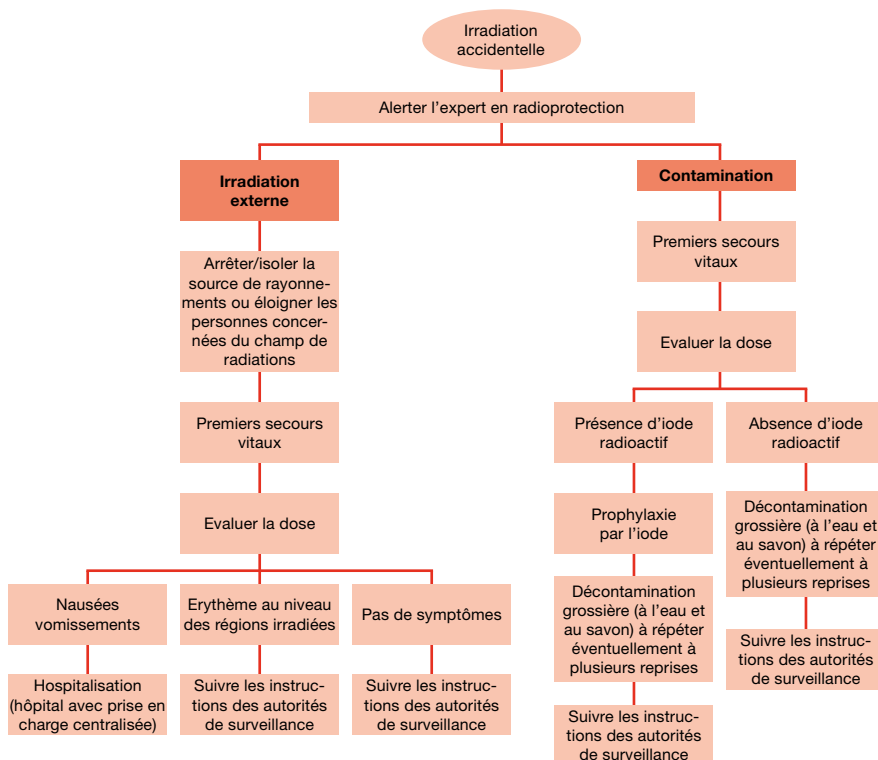 Irradiation
accidentelle
Alerter l'expert en radioprotection
Irradiation
externe
Arrêter/isoler la
source de rayonne-
ments ou éloigner les
personnes concer-
nées du champ de
radiations
Premiers secours
vitaux
Evaluer la dose
Nausées
vomissements
Hospitalisation
(hôpital avec prise en
charge centralisée)
Erythème au niveau
des régions irradiées
Suivre les instruc-
tions des autorités
de surveillance
Pas de symptômes
Suivre les instruc-
tions des autorités
de surveillance
Contamination
Premiers secours
vitaux
Evaluer la dose
Présence d'iode
radioactif
Prophylaxie
par l'iode
Décontamination
grossière (à l'eau et
au savon) à répéter
éventuellement à
plusieurs reprises
Suivre les instruc-
tions des autorités
de surveillance
Absence d'iode
radioactif
Décontamination
grossière (à l'eau et
au savon) à répéter
éventuellement à
plusieurs reprises
Suivre les instruc-
tions des autorités
de surveillance